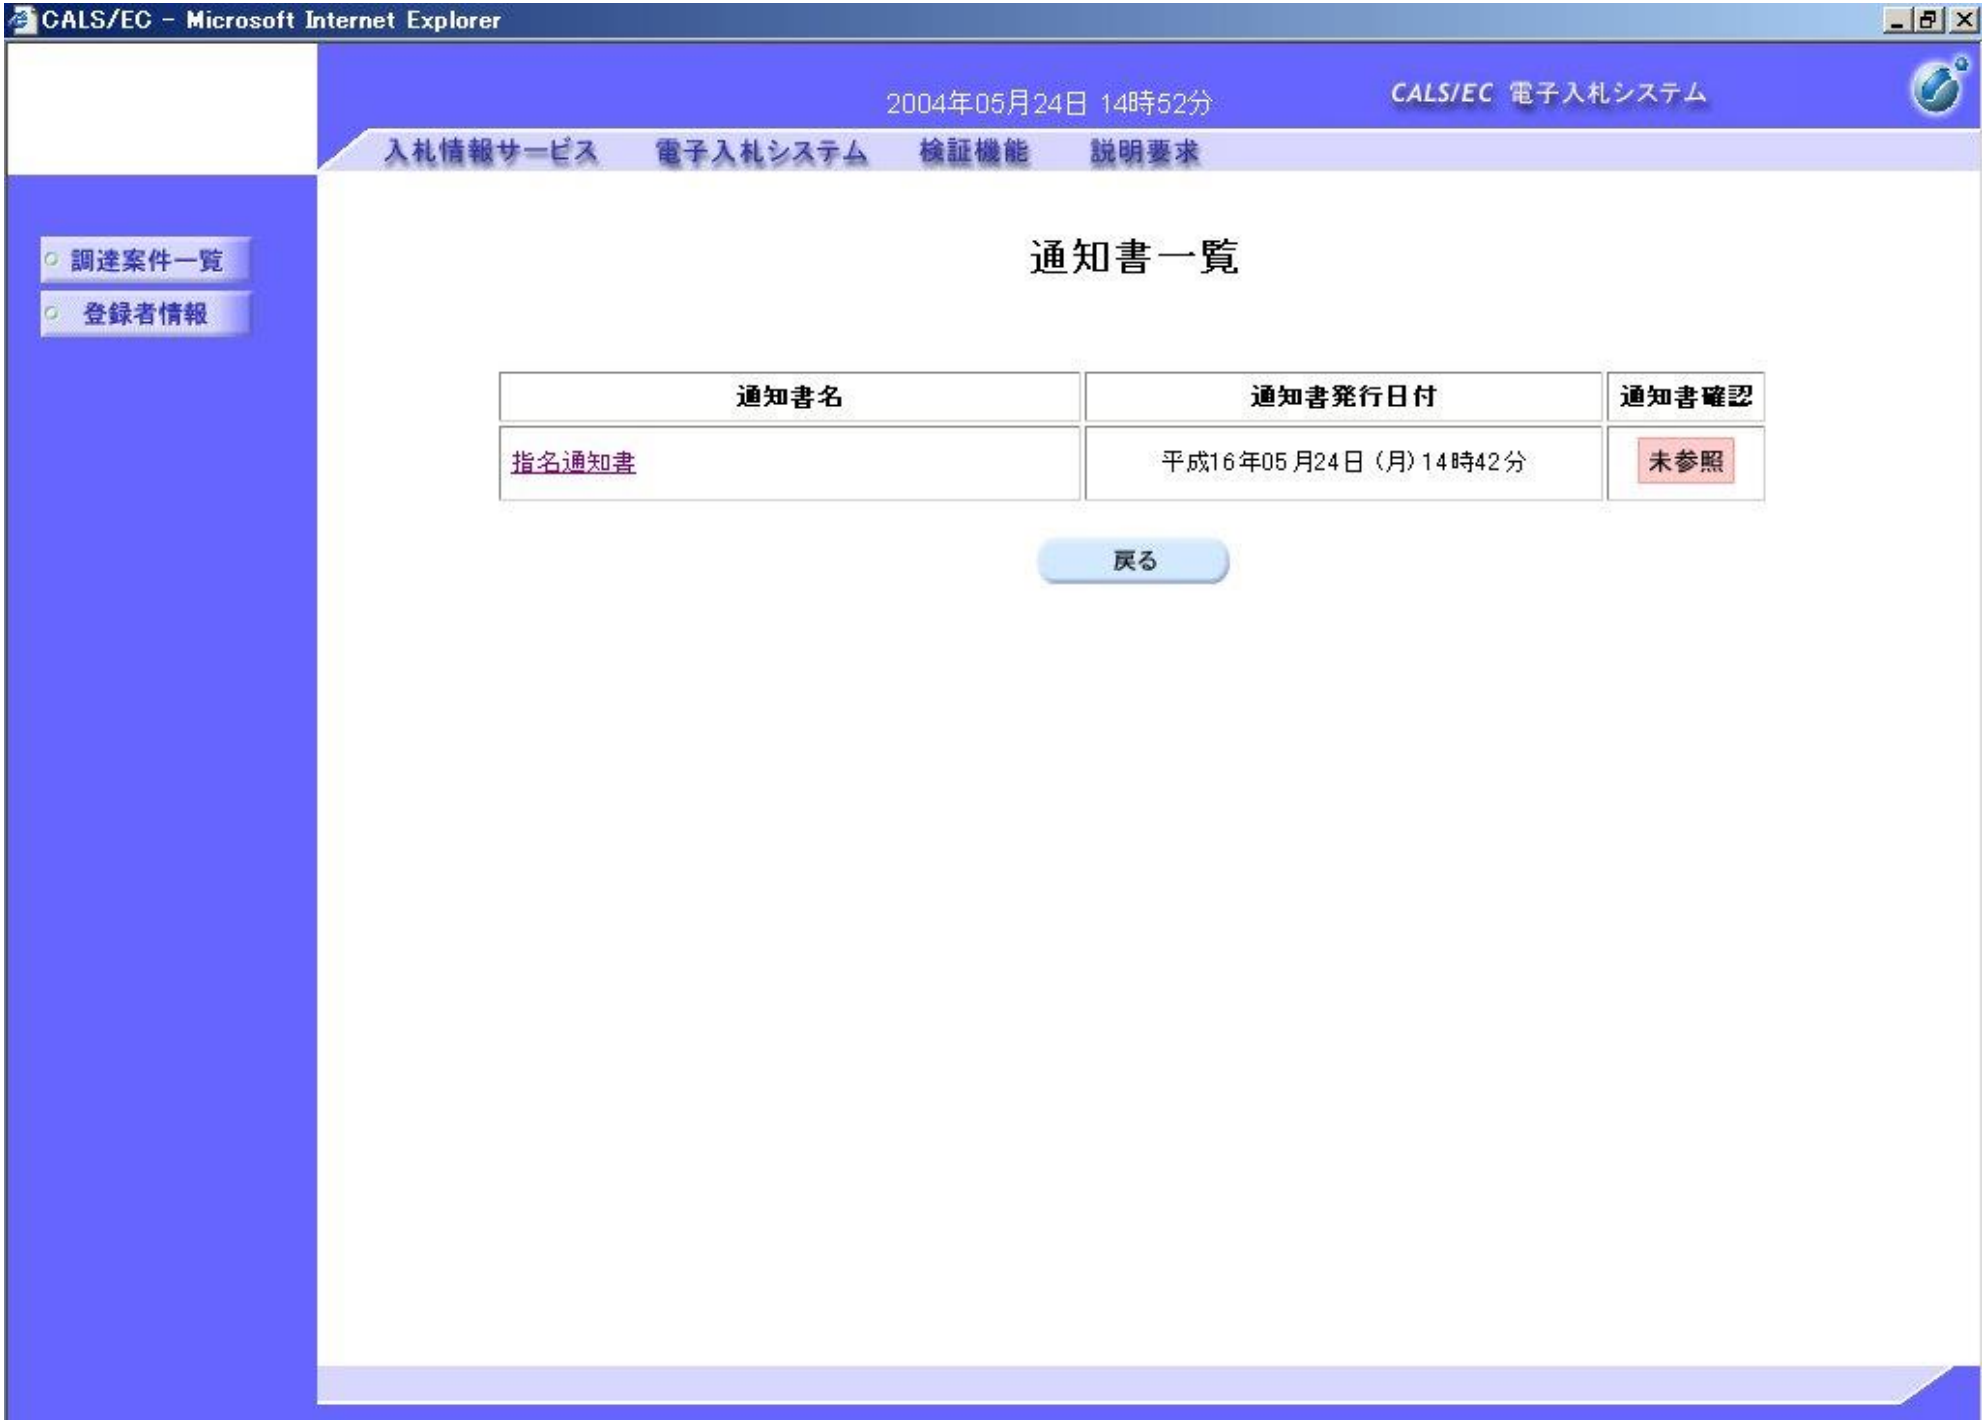 CALS/EC - Microsoft Internet Explorer
2004年05月24日 14時52分
CALS/EC 電子入札システム
入札情報サービス 電子入札システム 検証機能 説明要求
調達案件一覧
登録者情報
通知書一覧
通知書名 通知書発行日付 通知書確認
指名通知書 平成16年05月24日(月)14時42分 未参照
戻る